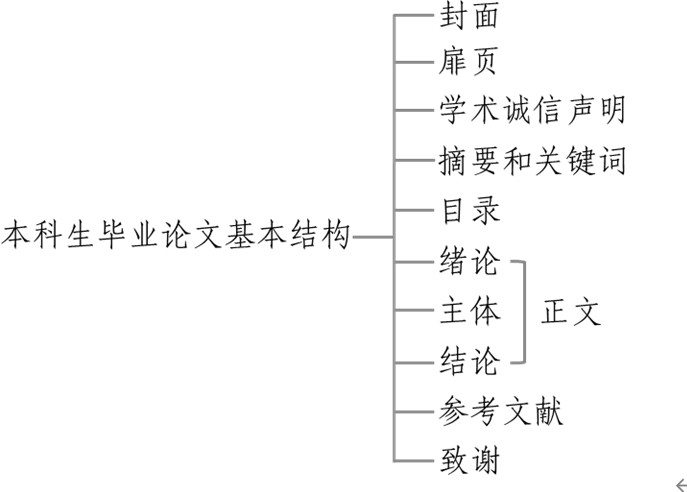 封面
扉页
学术诚信声明
摘要和关键词
目录
本科生毕业论文基本结构
绪论
主体
正文
结论
参考文献
致谢